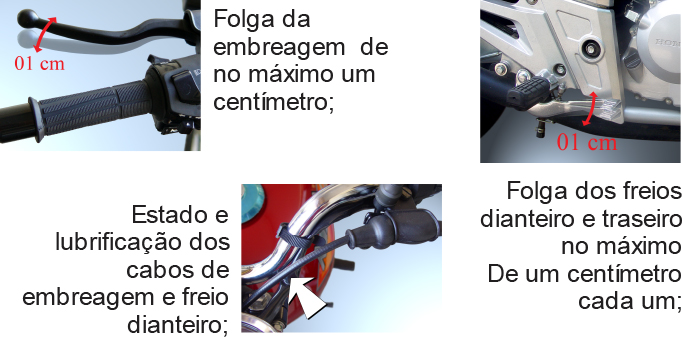 Folga da
embreagem de
no máximo um
centímetro;
01 cm
01 cm
Estado e
lubrificação dos
cabos de
embreagem e freio
dianteiro;
Folga dos freios
dianteiro e traseiro
no máximo
De um centímetro
cada um;